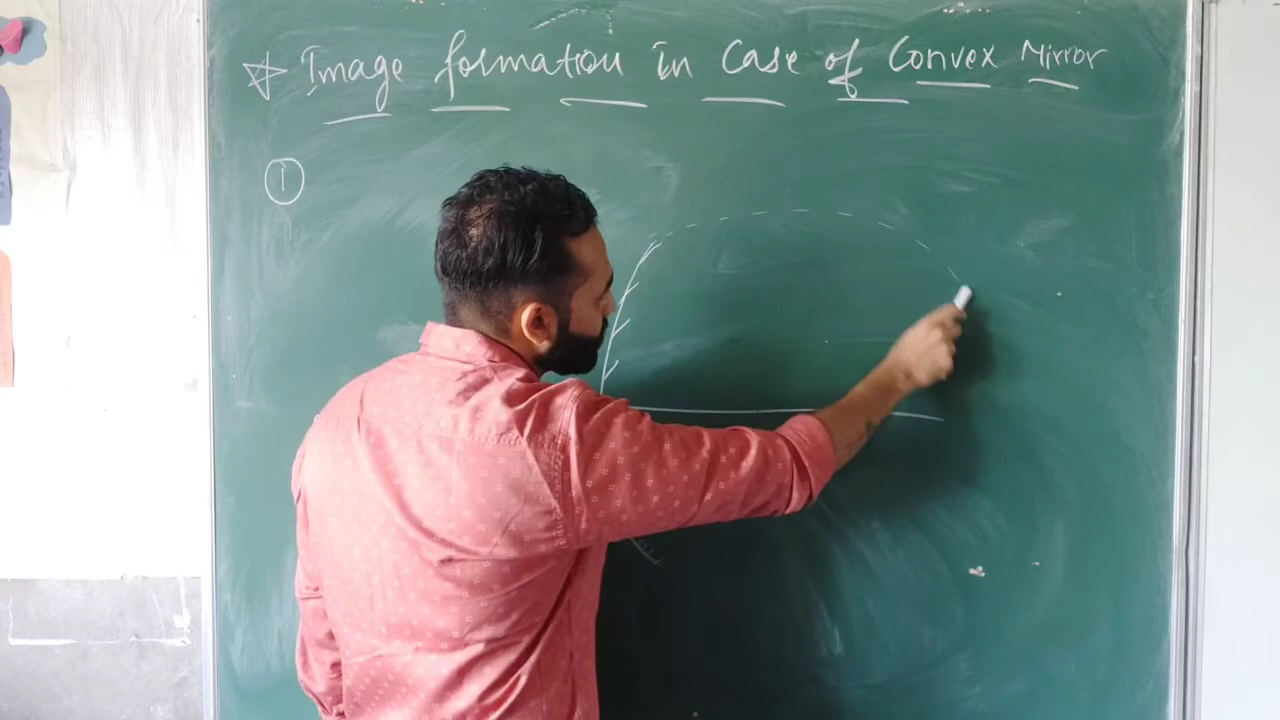 ☆ Image formation in Case of Convex Mirror
①